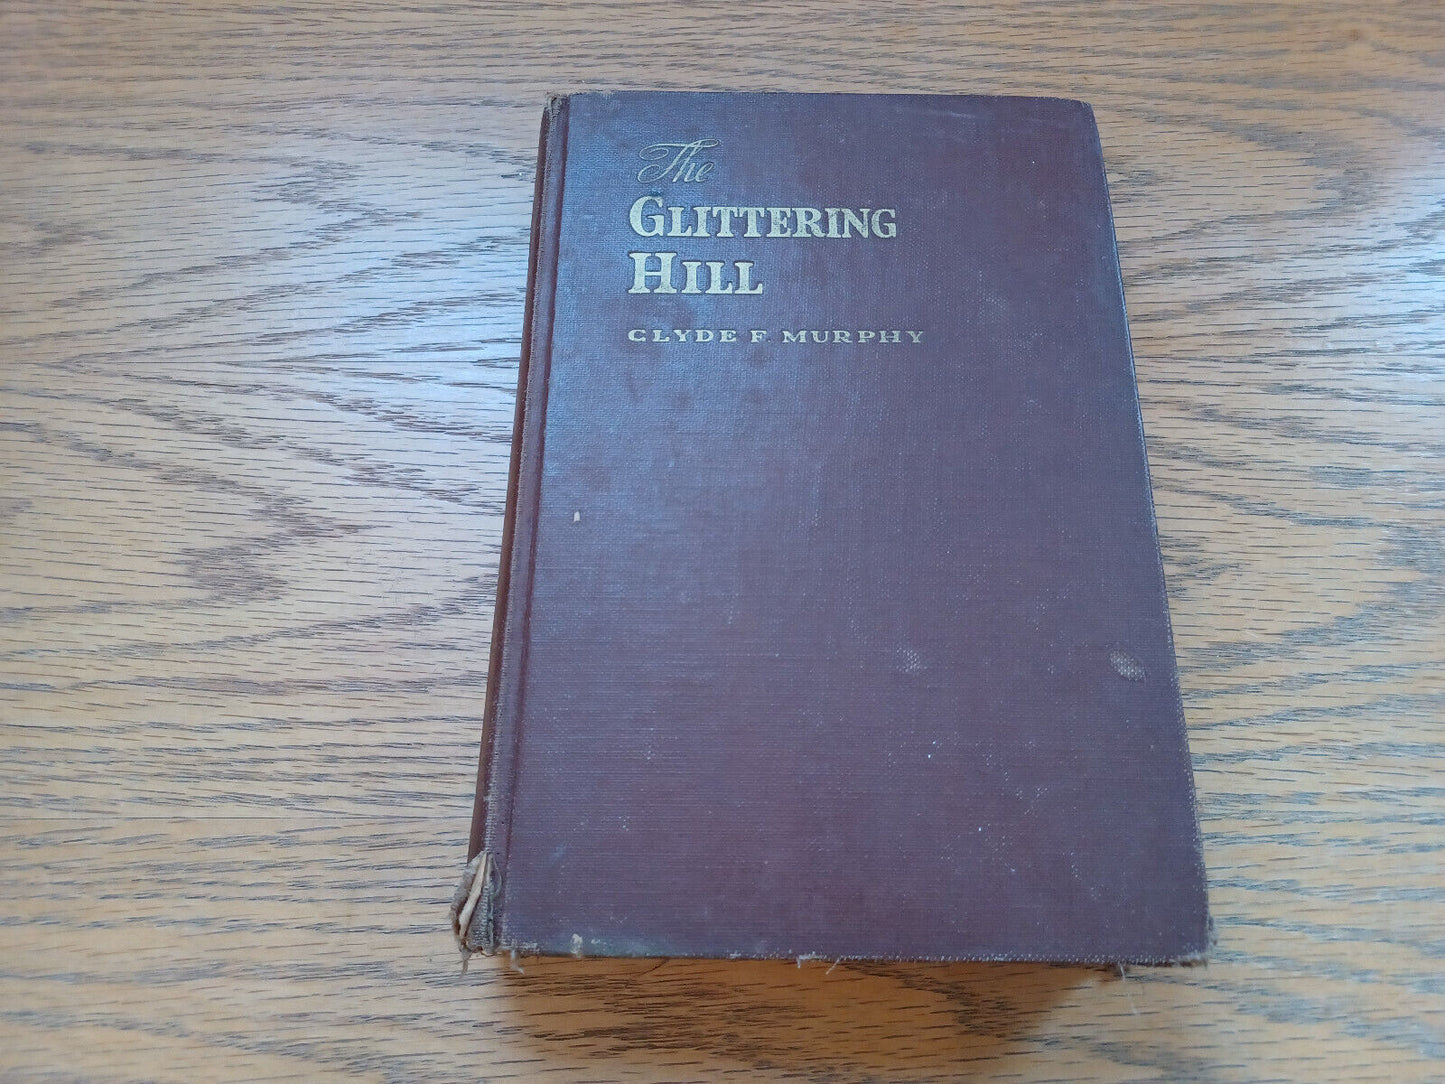 The
GLITTERING
HILL
CLYDE F. MURPHY